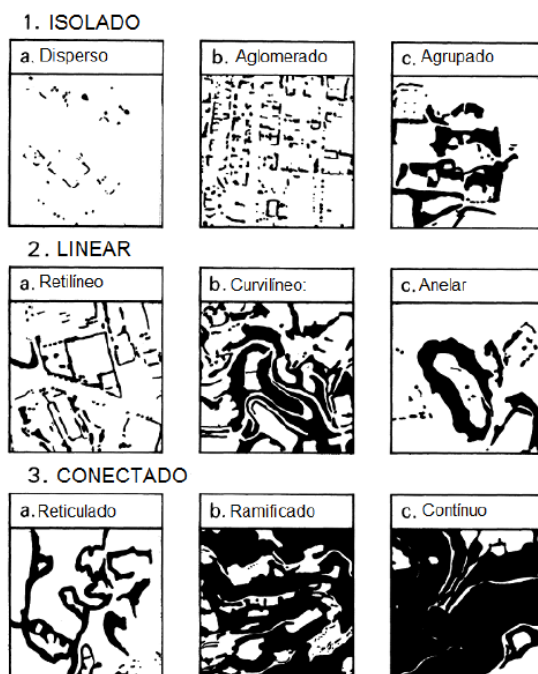 1. ISOLADO
a. Disperso
b. Aglomerado
c. Agrupado
2. LINEAR
a. Retilíneo
b. Curvilíneo:
c. Anelar
3. CONECTADO
a. Reticulado
b. Ramificado
c. Contínuo